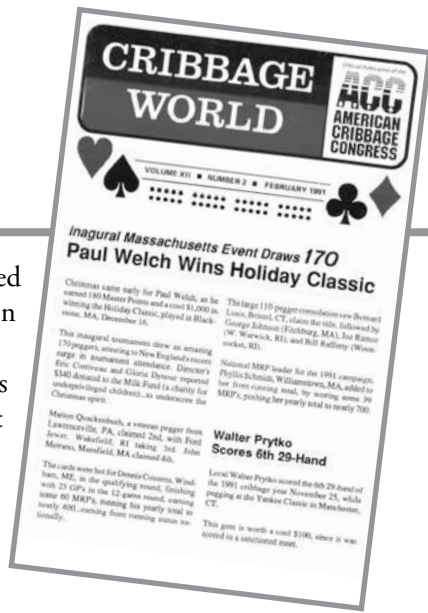 CRIBBAGE
WORLD
Official Publication of the
ACC
AMERICAN
CRIBBAGE
CONGRESS
VOLUME XII ■ NUMBER 2 ■ FEBRUARY 1991
Inagural Massachusetts Event Draws 170
Paul Welch Wins Holiday Classic
Christmas came early for Paul Welch, as he
earned 180 Master Points and a cool $1,000 in
winning the Holiday Classic, played in Black-
stone, MA, December 16.
This inaugural tournament drew an amazing
170 peggers, attesting to New England's recent
surge in tournament attendance. Director's
Eric Comveau and Gloria Dyncur reported
$340 donated to the Milk Fund (a charity for
underprivileged children)...to underscore the
Christmas spirit.
Marion Quackenbush, a veteran pegger from
Lawrenceville, PA, claimed 2nd, with Ford
Jewer, Wakefield, RI taking 3rd. John
Metrano, Mansfield, MA claimed 4th.
The cards were hot for Dennis Cousens, Wind-
ham, ME, in the qualifying round, finishing
with 23 GP's in the 12-game round, earning
some 60 MRP's, running his yearly total to
nearly 400...earning front running status na-
tionally.
The large 110-pegger consolation saw Bernard
Louis, Bristol, CT, claim the title, followed by
George Johnson (Fitchburg, MA), Joe Ramos
(W. Warwick, RI), and Bill Rafferty (Woon-
socket, RI).
National MRP leader for the 1991 campaign,
Phyllis Schmidt, Williamstown, MA, added to
her front running total, by scoring some 39
MRP's, pushing her yearly total to nearly 700.
Walter Prytko
Scores 6th 29-Hand
Local Walter Prytko scored the 6th 29-hand of
the 1991 cribbage year November 25, while
pegging at the Yankee Classic in Manchester,
CT.
This gem is worth a cool $100, since it was
scored in a sanctioned meet.